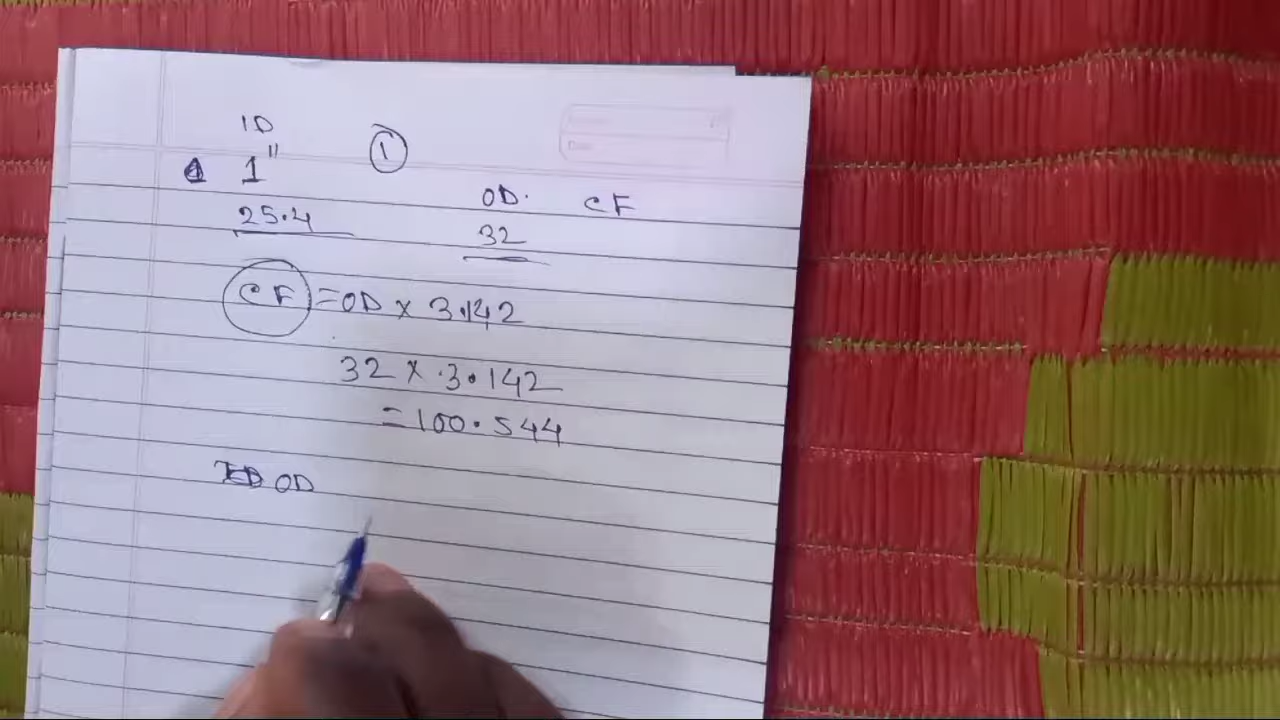 ID
1" ①
OD. CF
25.4 32
CF = OD × 3.142
32 × 3.142
= 100.544
OD